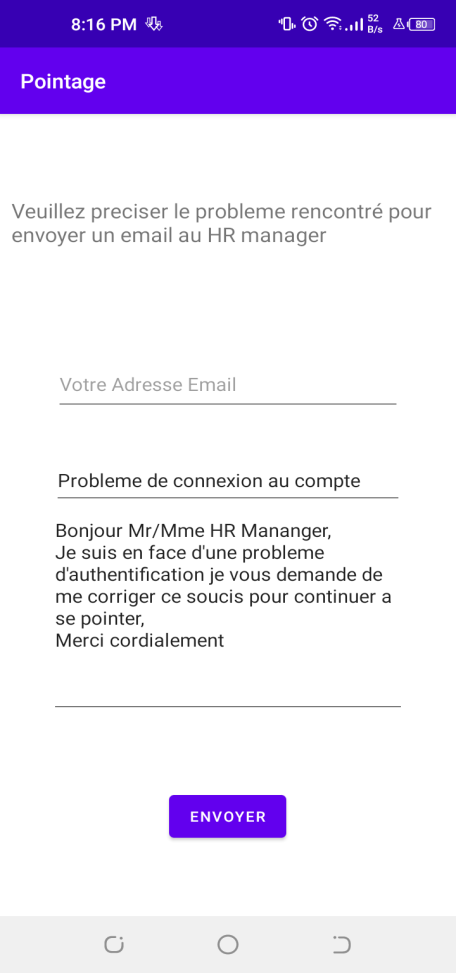 8:16 PM
52
B/s
80
Pointage
Veuillez preciser le probleme rencontré pour
envoyer un email au HR manager
Votre Adresse Email
Probleme de connexion au compte
Bonjour Mr/Mme HR Mananger,
Je suis en face d'une probleme
d'authentification je vous demande de
me corriger ce soucis pour continuer a
se pointer,
Merci cordialement
ENVOYER